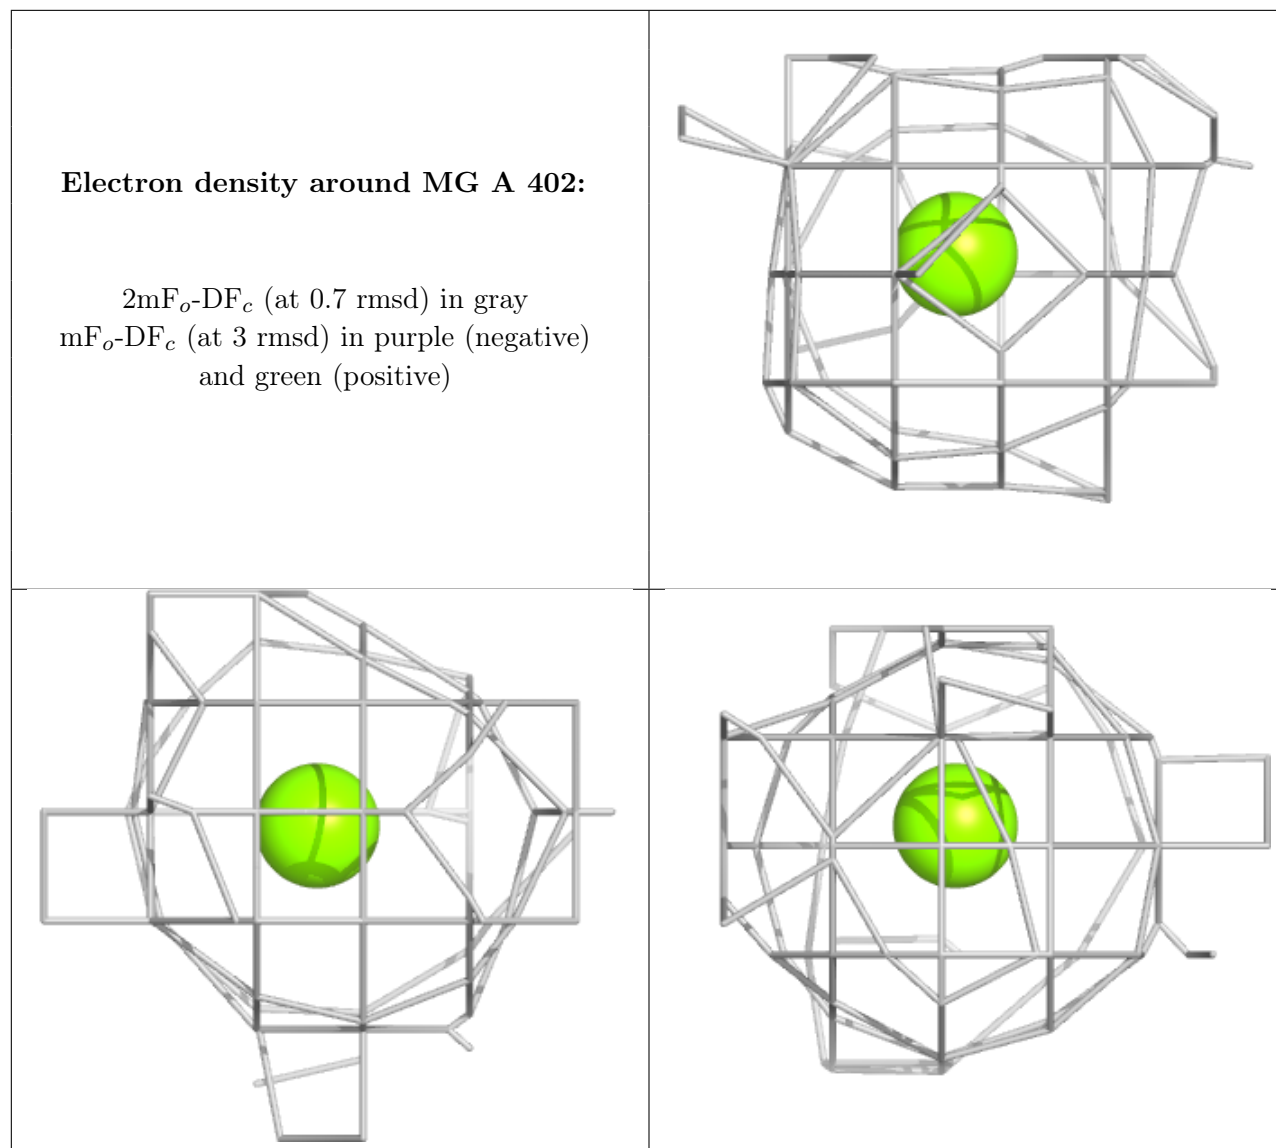 Electron density around MG A 402:
2mFo-DFc (at 0.7 rmsd) in gray
mFo-DFc (at 3 rmsd) in purple (negative)
and green (positive)